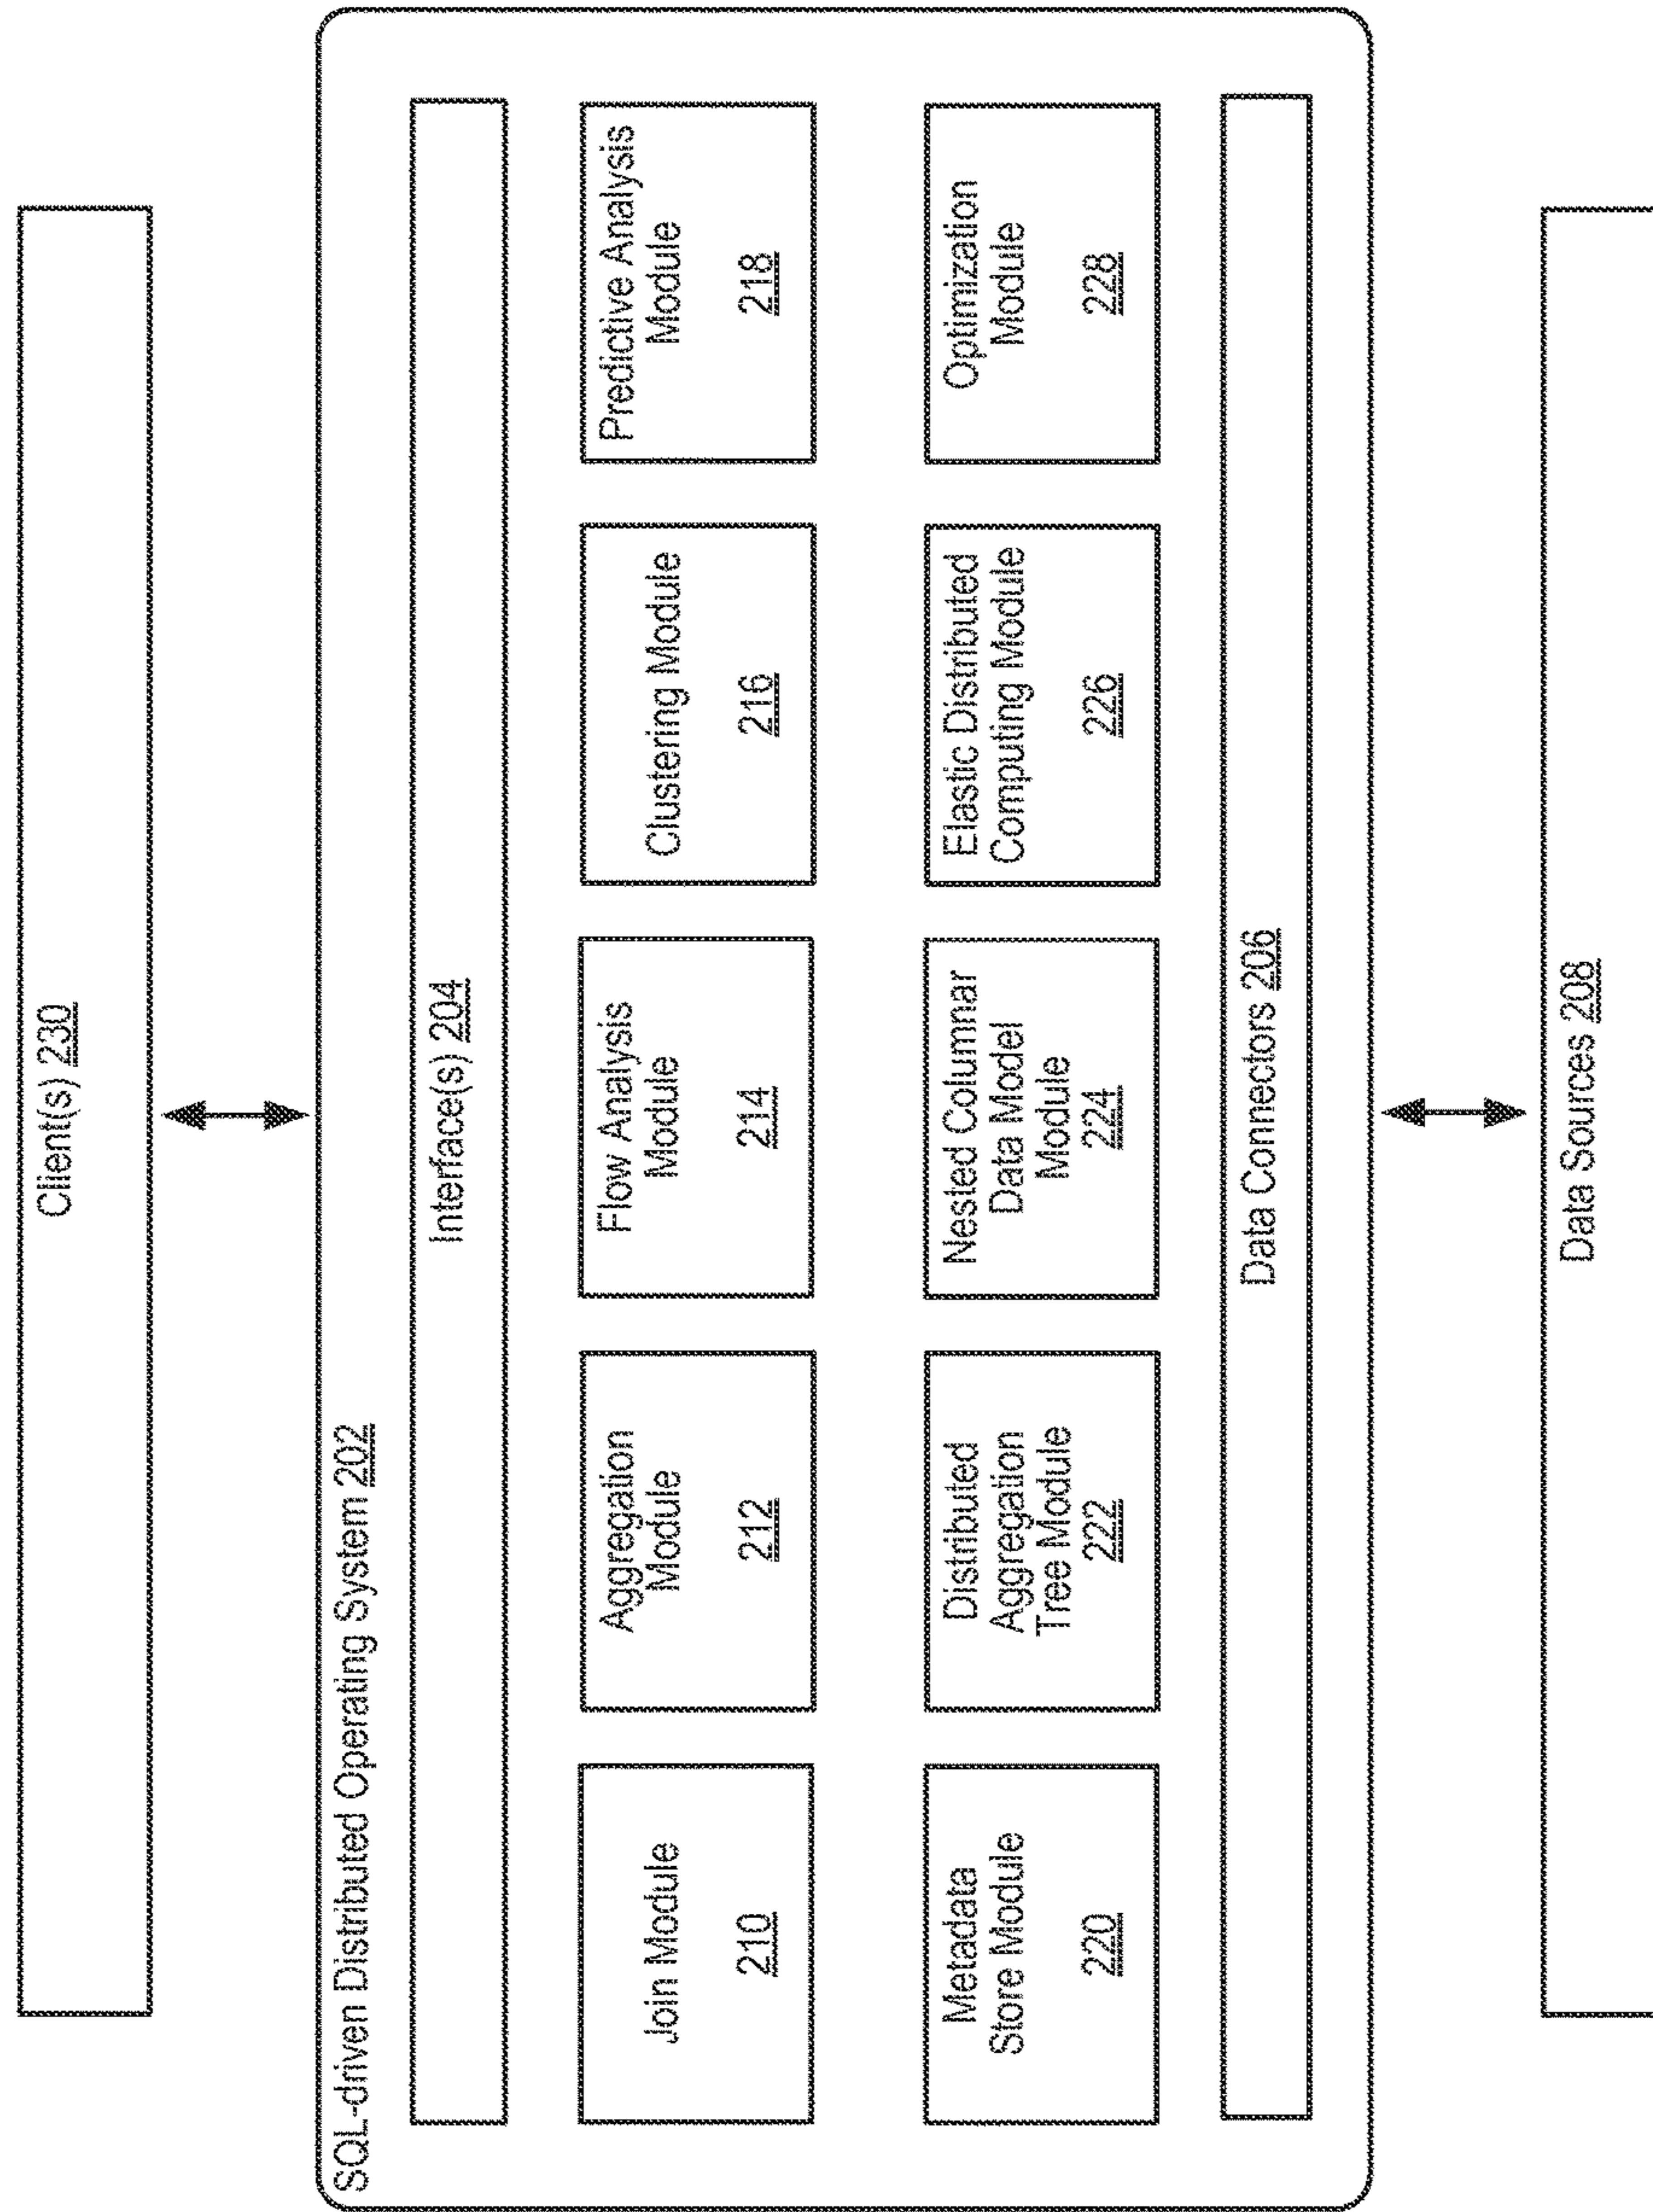 Client(s) 230
SQL-driven Distributed Operating System 202
Interface(s) 204
Join Module
210
Aggregation
Module
212
Flow Analysis
Module
214
Clustering Module
216
Predictive Analysis
Module
218
Metadata
Store Module
220
Distributed
Aggregation
Tree Module
222
Nested Columnar
Data Model
Module
224
Elastic Distributed
Computing Module
226
Optimization
Module
228
Data Connectors 206
Data Sources 208